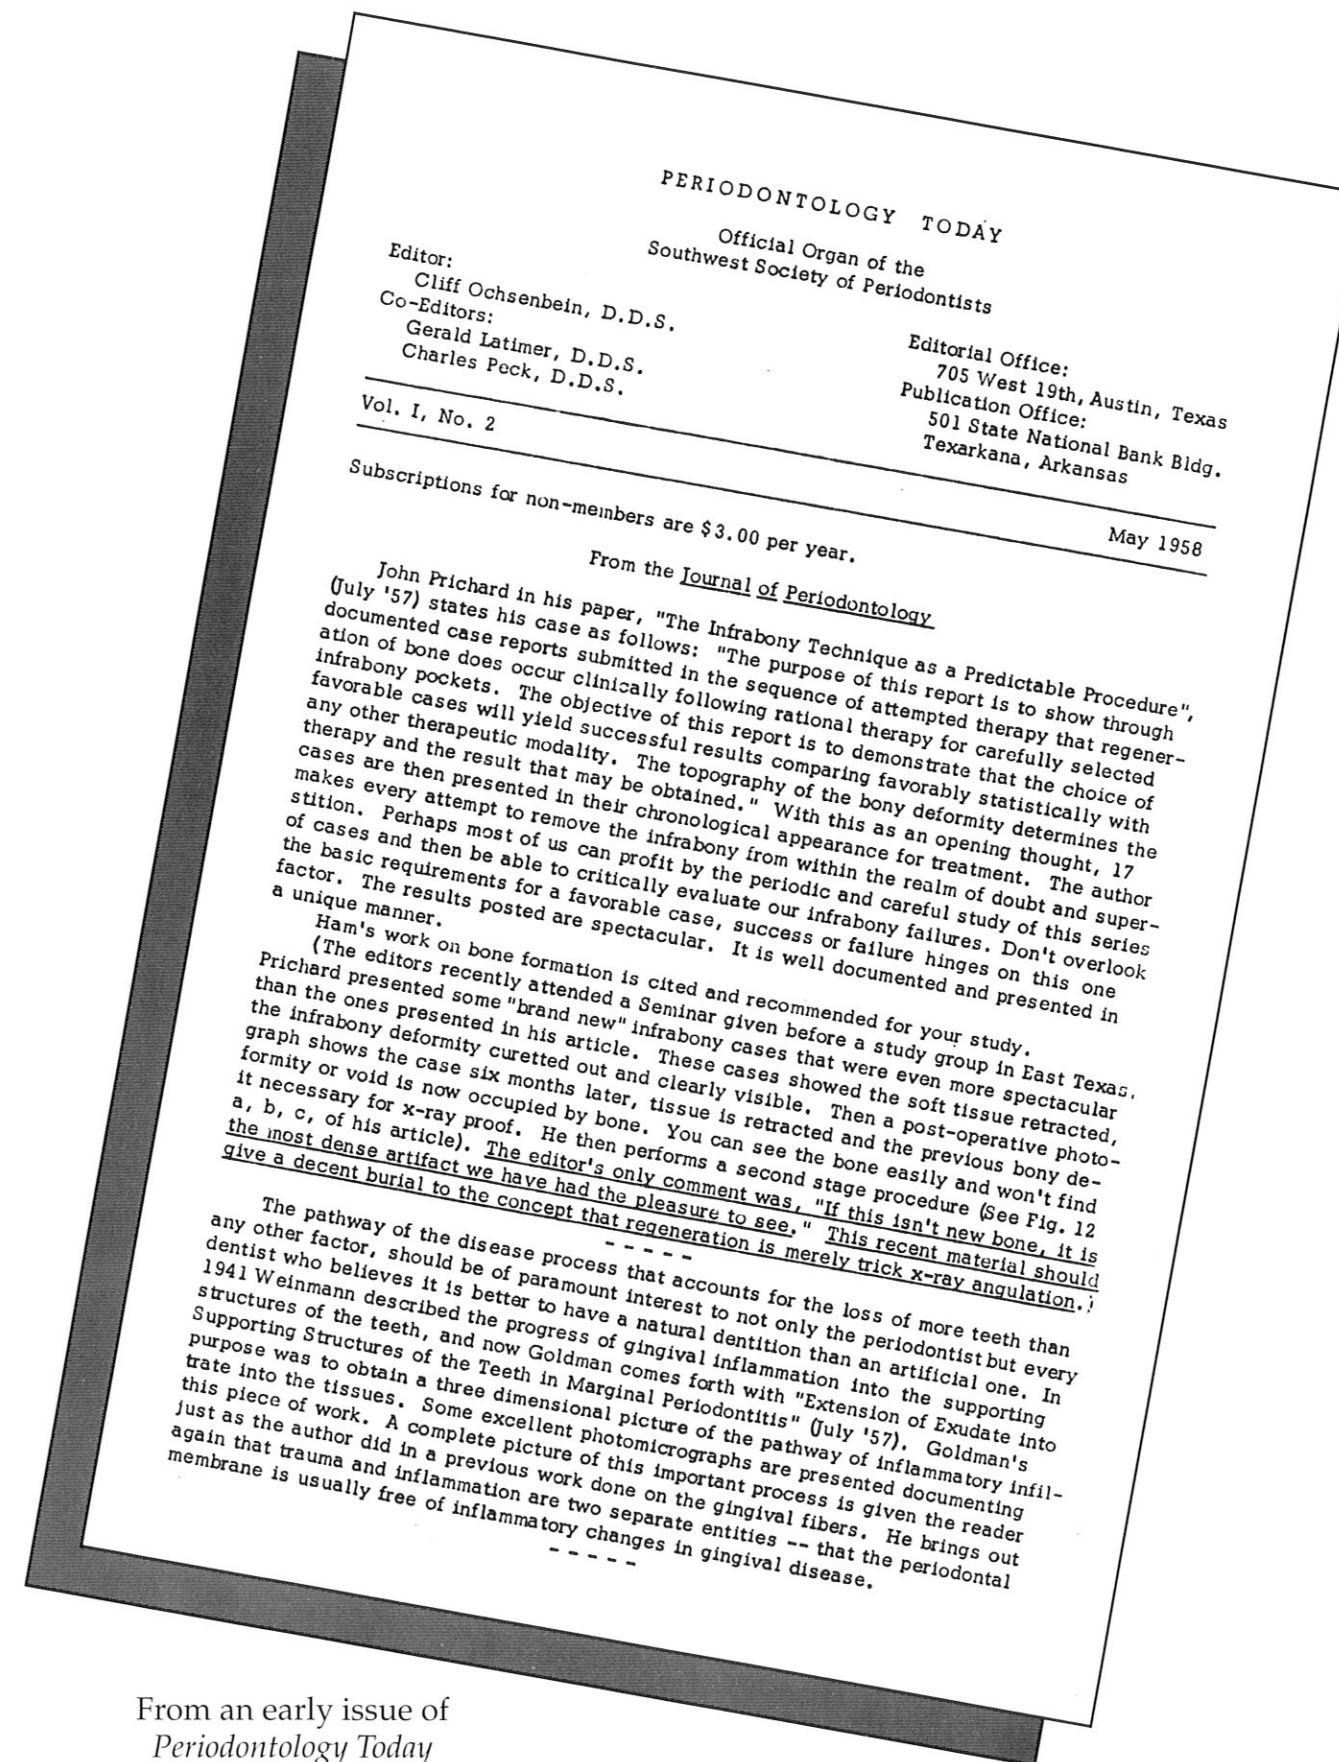 PERIODONTOLOGY TODAY
Official Organ of the
Southwest Society of Periodontists
Editor:
Cliff Ochsenbein, D.D.S.
Co-Editors:
Gerald Latimer, D.D.S.
Charles Peck, D.D.S.
Editorial Office:
705 West 19th, Austin, Texas
Publication Office:
501 State National Bank Bldg.
Texarkana, Arkansas
Vol. I, No. 2
May 1958
Subscriptions for non-members are $3.00 per year.
From the Journal of Periodontology
John Prichard in his paper, "The Infrabony Technique as a Predictable Procedure",
(July '57) states his case as follows: "The purpose of this report is to show through
documented case reports submitted in the sequence of attempted therapy that regener-
ation of bone does occur clinically following rational therapy for carefully selected
infrabony pockets. The objective of this report is to demonstrate that the choice of
favorable cases will yield successful results comparing favorably statistically with
any other therapeutic modality. The topography of the bony deformity determines the
therapy and the result that may be obtained." With this as an opening thought, 17
cases are then presented in their chronological appearance for treatment. The author
makes every attempt to remove the infrabony from within the realm of doubt and super-
stition. Perhaps most of us can profit by the periodic and careful study of this series
of cases and then be able to critically evaluate our infrabony failures. Don't overlook
the basic requirements for a favorable case, success or failure hinges on this one
factor. The results posted are spectacular. It is well documented and presented in
a unique manner.
Ham's work on bone formation is cited and recommended for your study.
(The editors recently attended a Seminar given before a study group in East Texas.
Prichard presented some "brand new" infrabony cases that were even more spectacular
than the ones presented in his article. These cases showed the soft tissue retracted,
the infrabony deformity curetted out and clearly visible. Then a post-operative photo-
graph shows the case six months later, tissue is retracted and the previous bony de-
formity or void is now occupied by bone. You can see the bone easily and won't find
it necessary for x-ray proof. He then performs a second stage procedure (See Fig. 12
a, b, c, of his article). The editor's only comment was, "If this isn't new bone, it is
the most dense artifact we have had the pleasure to see." This recent material should
give a decent burial to the concept that regeneration is merely trick x-ray angulation.)
- - - - -
The pathway of the disease process that accounts for the loss of more teeth than
any other factor, should be of paramount interest to not only the periodontist but every
dentist who believes it is better to have a natural dentition than an artificial one. In
1941 Weinmann described the progress of gingival inflammation into the supporting
structures of the teeth, and now Goldman comes forth with "Extension of Exudate into
Supporting Structures of the Teeth in Marginal Periodontitis" (July '57). Goldman's
purpose was to obtain a three dimensional picture of the pathway of inflammatory infil-
trate into the tissues. Some excellent photomicrographs are presented documenting
this piece of work. A complete picture of this important process is given the reader
just as the author did in a previous work done on the gingival fibers. He brings out
again that trauma and inflammation are two separate entities -- that the periodontal
membrane is usually free of inflammatory changes in gingival disease.
- - - - -
From an early issue of
Periodontology Today